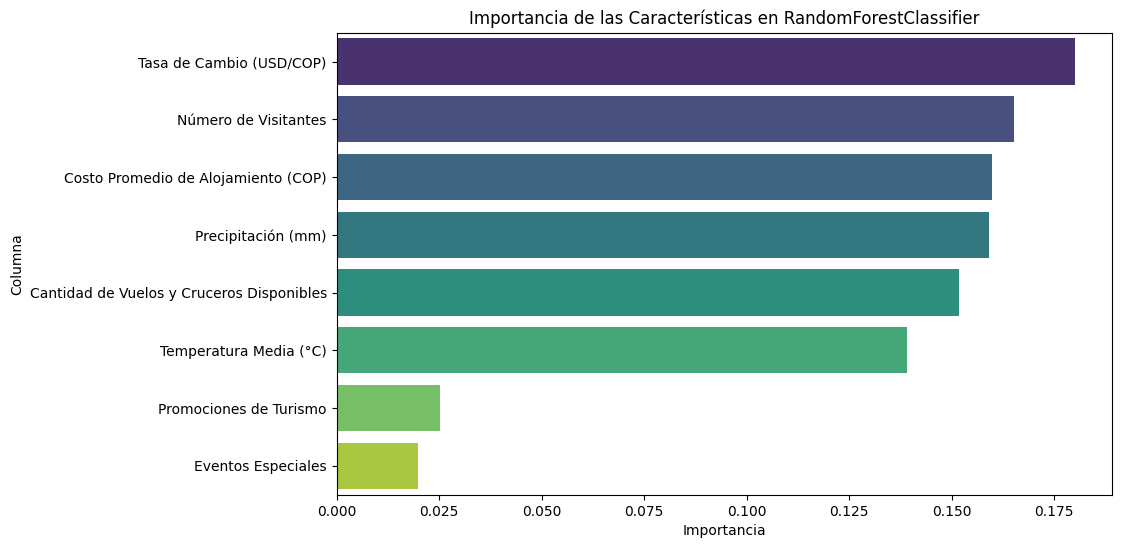 Importancia de las Características en RandomForestClassifier
Columna
Tasa de Cambio (USD/COP)
Número de Visitantes
Costo Promedio de Alojamiento (COP)
Precipitación (mm)
Cantidad de Vuelos y Cruceros Disponibles
Temperatura Media (°C)
Promociones de Turismo
Eventos Especiales
0.000 0.025 0.050 0.075 0.100 0.125 0.150 0.175
Importancia